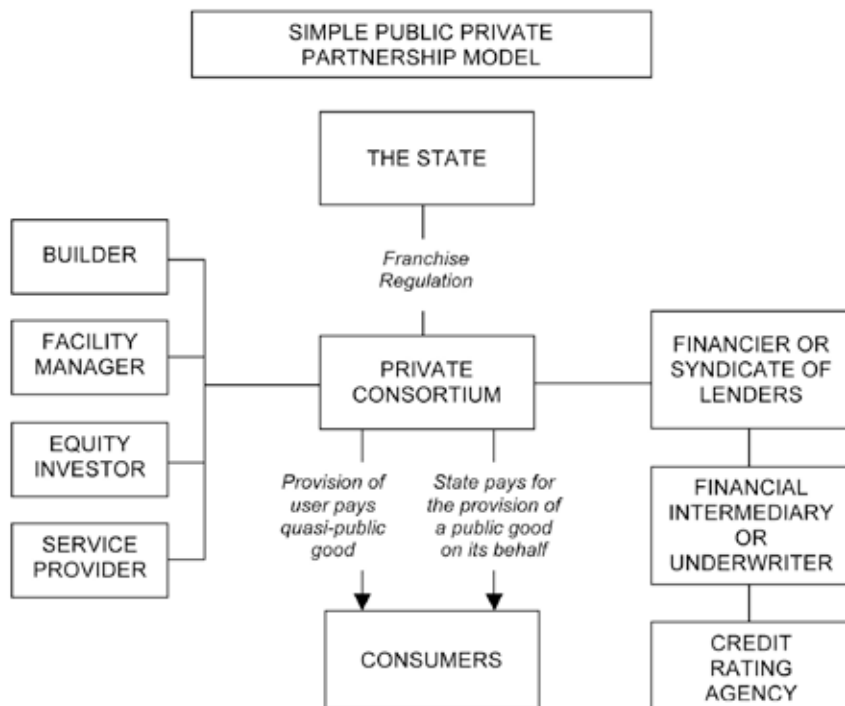 SIMPLE PUBLIC PRIVATE
PARTNERSHIP MODEL
THE STATE
Franchise
Regulation
BUILDER
FACILITY
MANAGER
EQUITY
INVESTOR
SERVICE
PROVIDER
PRIVATE
CONSORTIUM
FINANCIER OR
SYNDICATE OF
LENDERS
Provision of
user pays
quasi-public
good
State pays for
the provision of
a public good
on its behalf
FINANCIAL
INTERMEDIARY
OR
UNDERWRITER
CONSUMERS
CREDIT
RATING
AGENCY